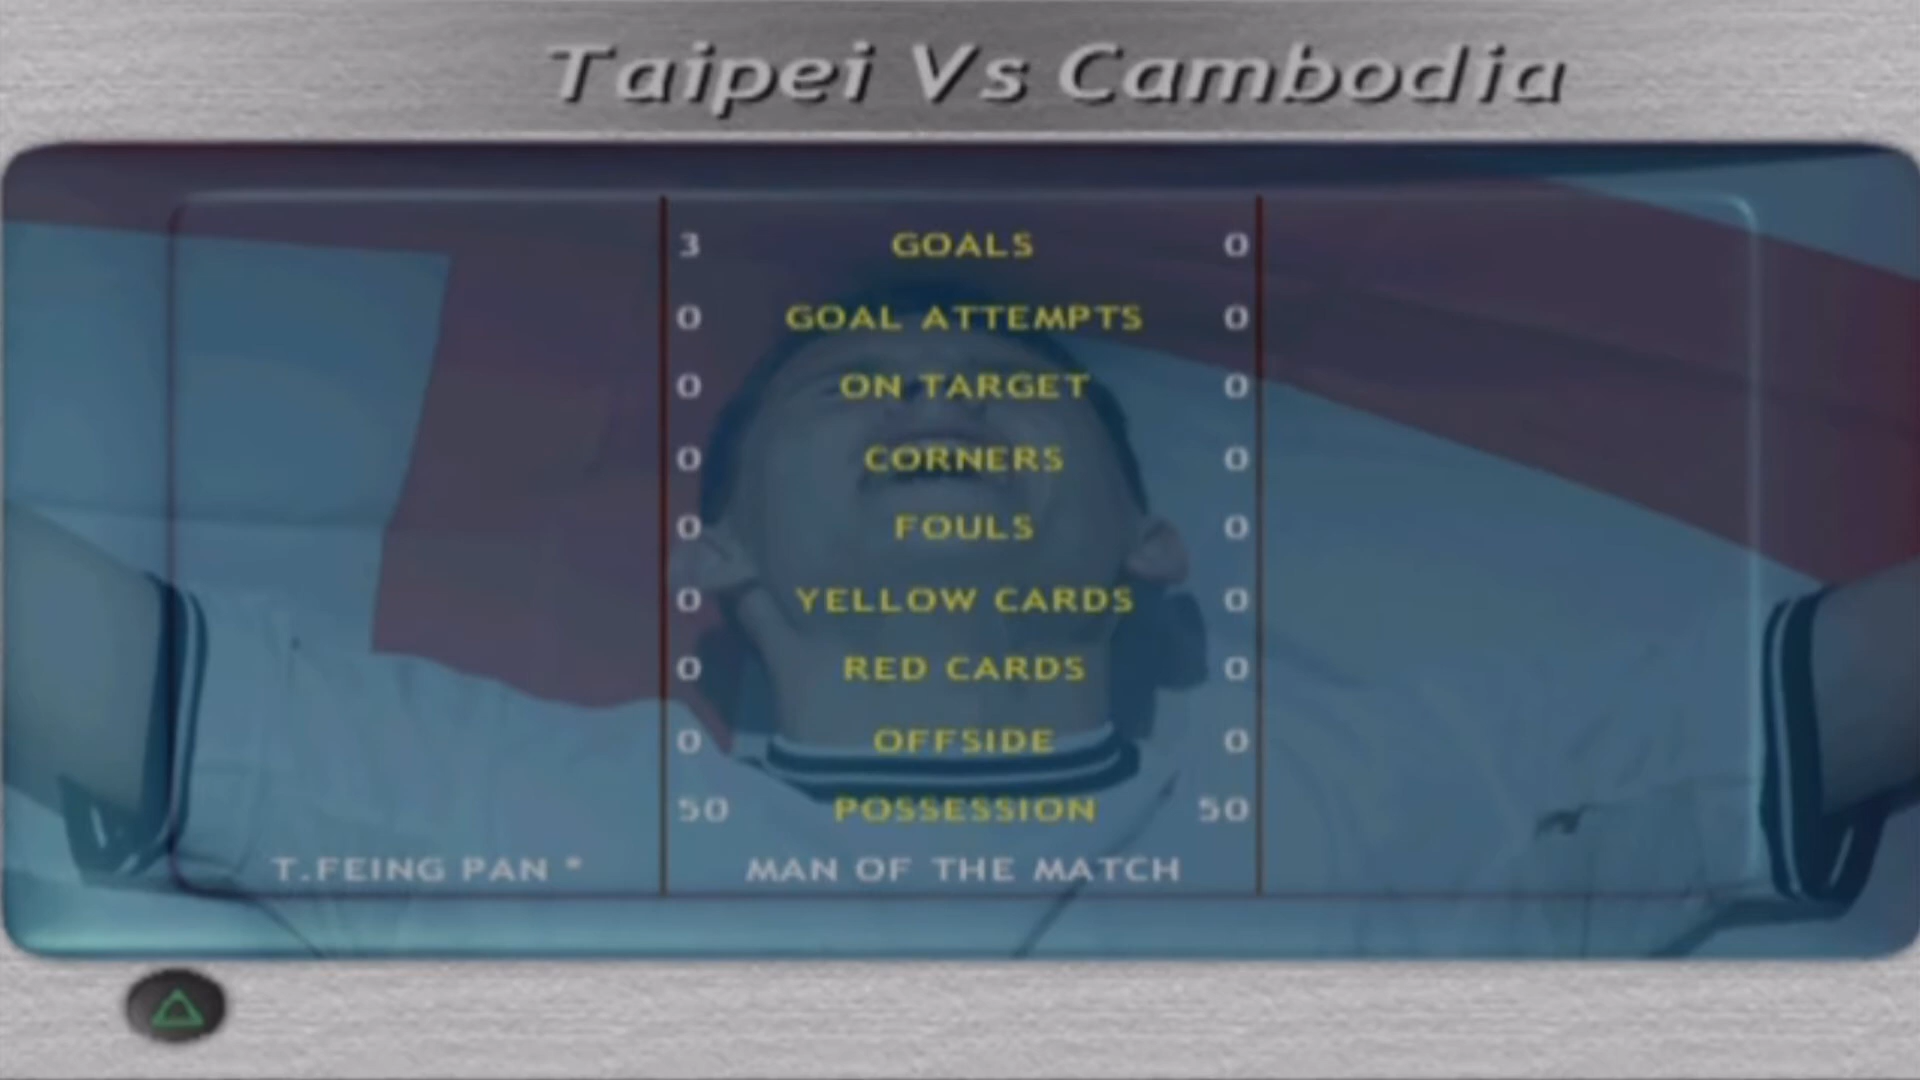 Taipei Vs Cambodia
3 GOALS 0
0 GOAL ATTEMPTS 0
0 ON TARGET 0
0 CORNERS 0
0 FOULS 0
0 YELLOW CARDS 0
0 RED CARDS 0
0 OFFSIDE 0
50 POSSESSION 50
T.FEING PAN * MAN OF THE MATCH